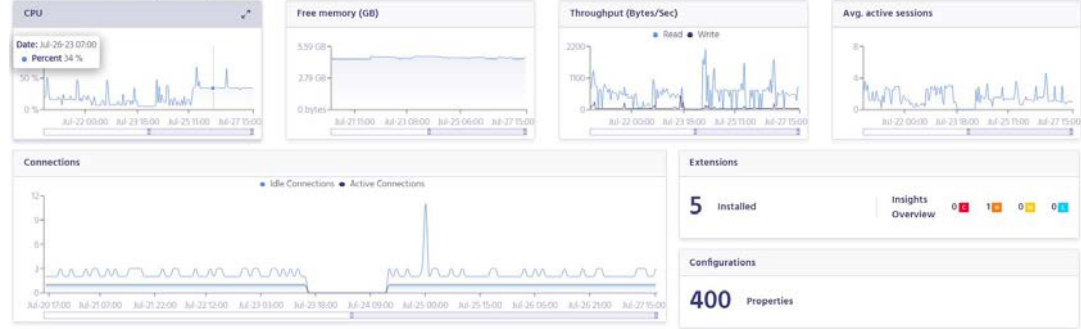 CPU
Date: Jul-26-23 07:00
Percent 34 %
50 %
0 %
Jul-22 00:00 Jul-23 18:00 Jul-25 11:00 Jul-27 15:00
Free memory (GB)
5.59 GB
2.79 GB
0 bytes
Jul-21 11:00 Jul-23 08:00 Jul-25 06:00 Jul-27 15:00
Throughput (Bytes/Sec)
Read Write
2200
1100
0
Jul-22 00:00 Jul-23 18:00 Jul-25 11:00 Jul-27 15:00
Avg. active sessions
8
4
0
Jul-22 00:00 Jul-23 18:00 Jul-25 11:00 Jul-27 15:00
Connections
Idle Connections Active Connections
12
9
6
3
0
Jul-20 17:00 Jul-21 07:00 Jul-21 22:00 Jul-22 12:00 Jul-23 03:00 Jul-23 18:00 Jul-24 09:00 Jul-25 00:00 Jul-25 15:00 Jul-26 06:00 Jul-26 21:00 Jul-27 15:00
Extensions
5 Installed
Insights Overview
0 C 1 0 0
Configurations
400 Properties